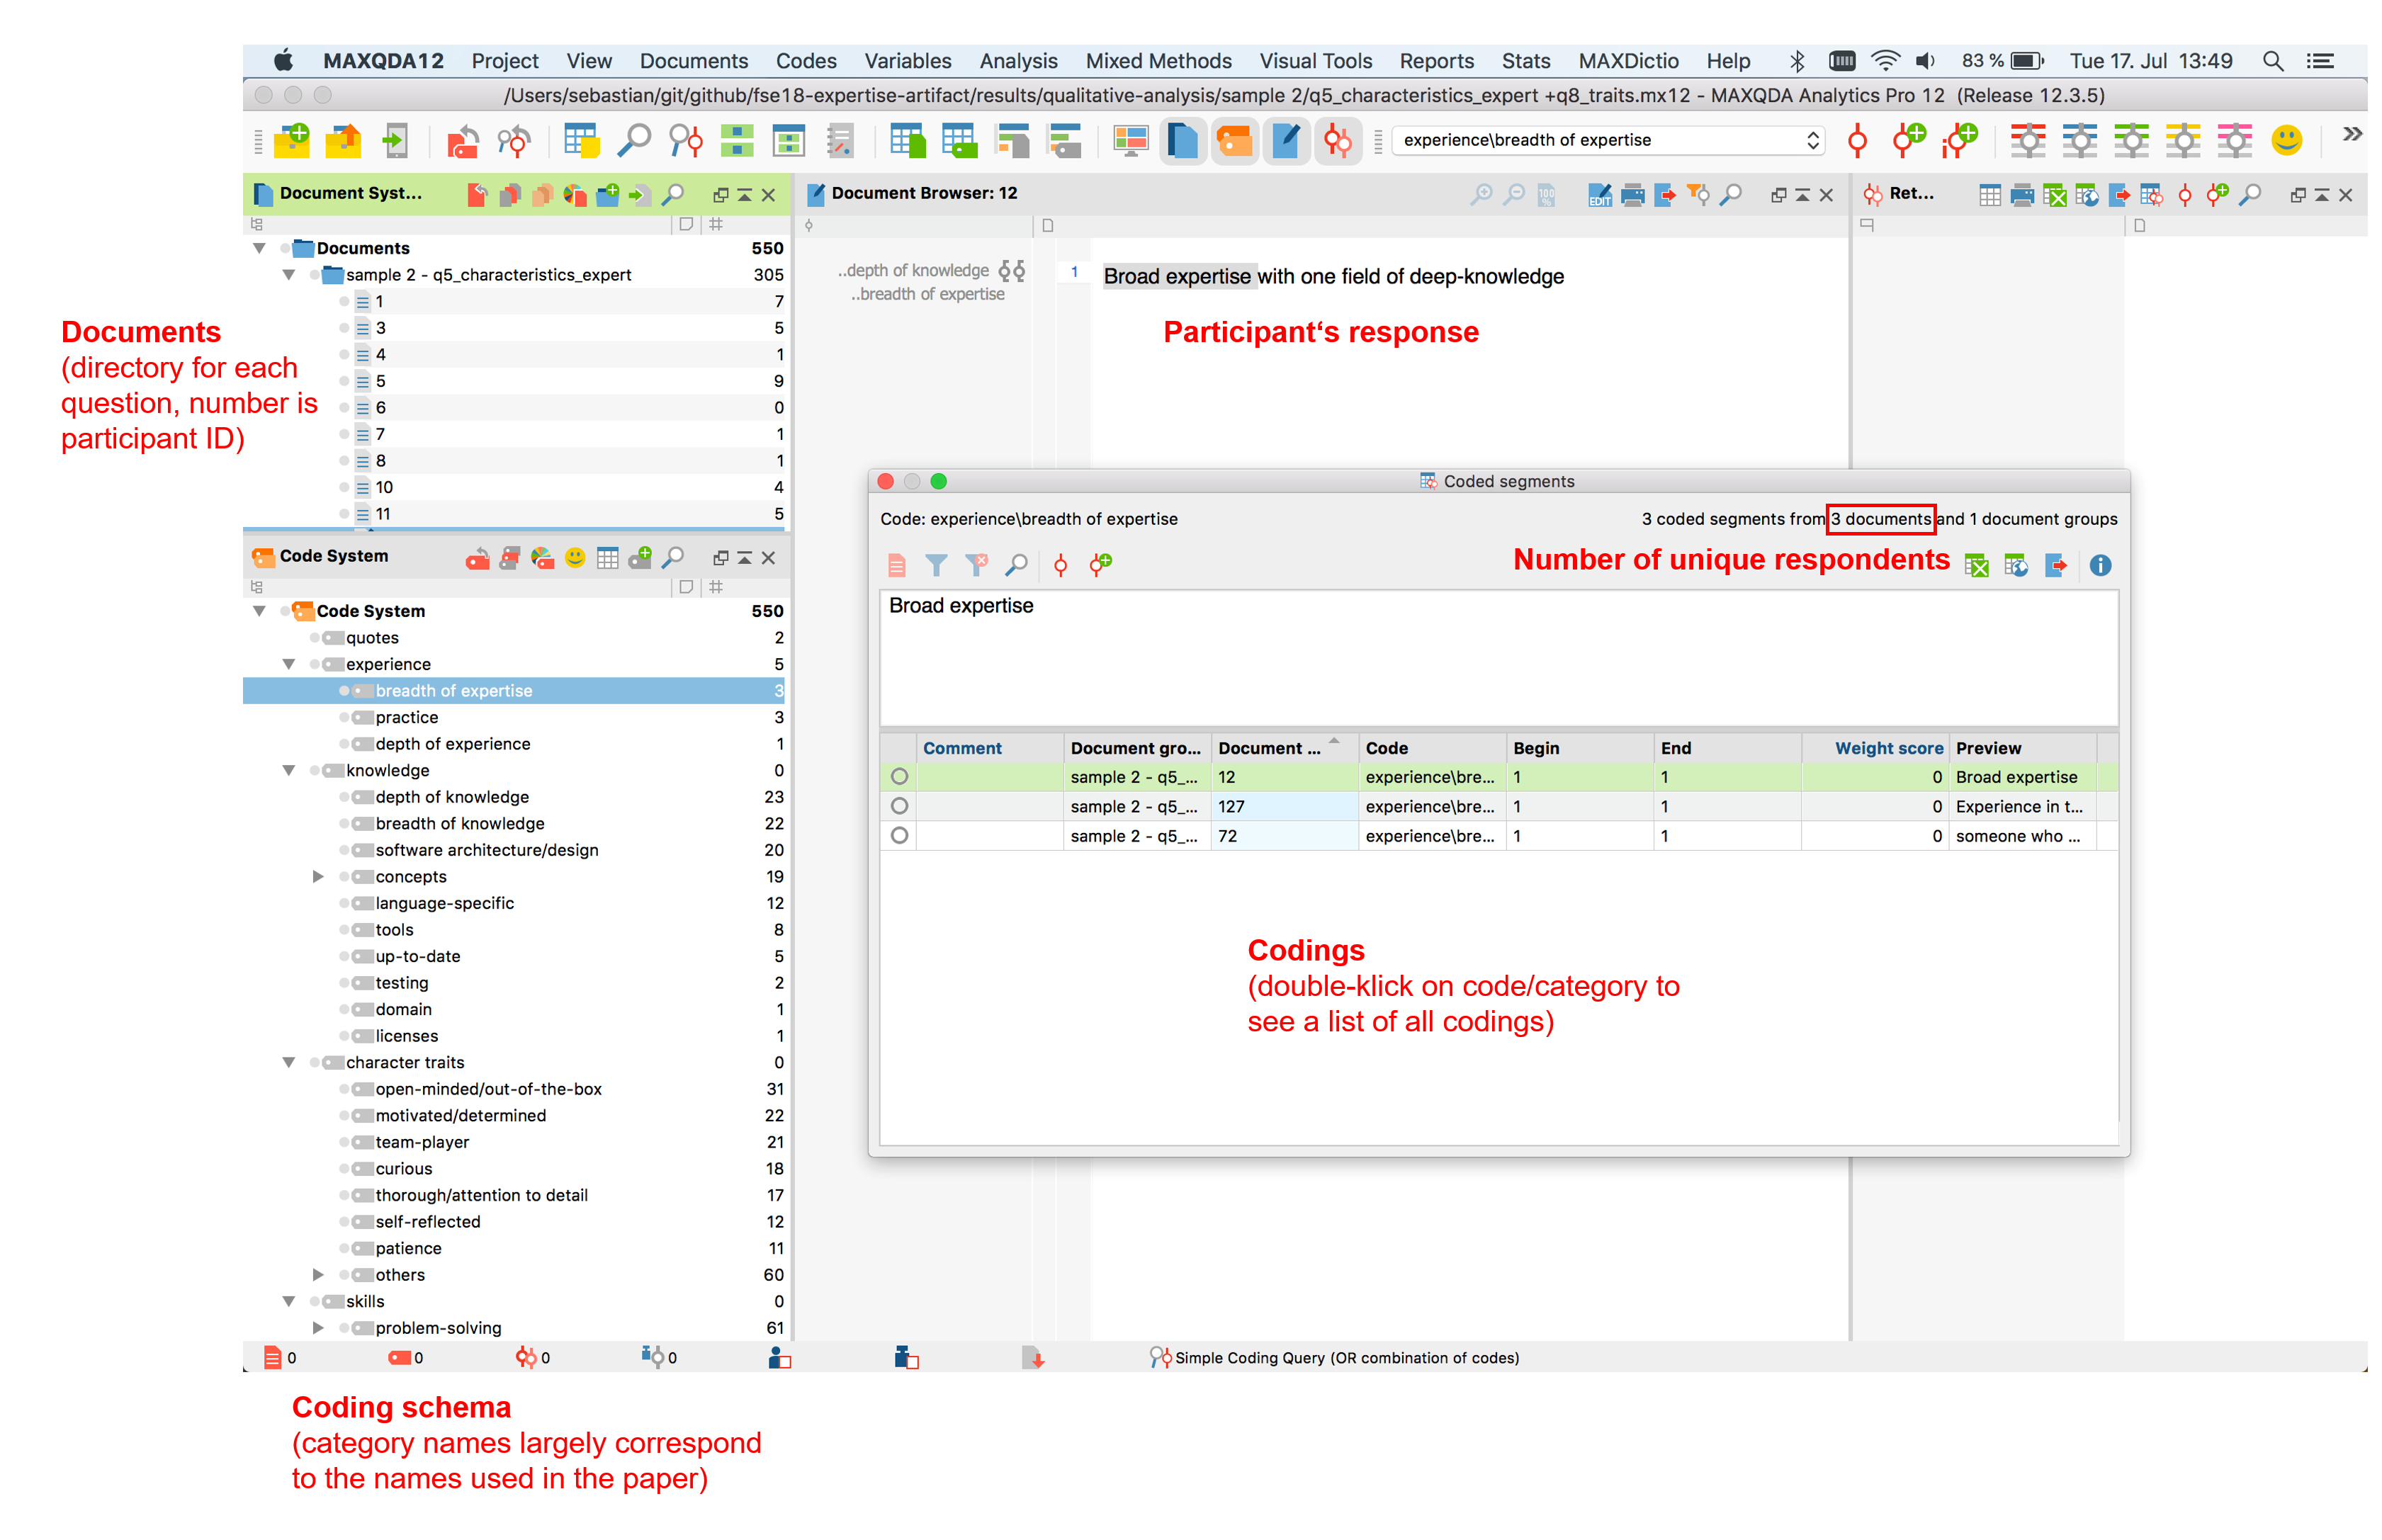 MAXQDA12 Project View Documents Codes Variables Analysis Mixed Methods Visual Tools Reports Stats MAXDictio Help 83 % Tue 17. Jul 13:49
/Users/sebastian/git/github/fse18-expertise-artifact/results/qualitative-analysis/sample 2/q5_characteristics_expert +q8_traits.mx12 - MAXQDA Analytics Pro 12 (Release 12.3.5)
experience\breadth of expertise
Document Syst...
#
Documents 550
sample 2 - q5_characteristics_expert 305
1 7
3 5
4 1
5 9
6 0
7 1
8 1
10 4
11 5
Documents
(directory for each
question, number is
participant ID)
Code System
#
Code System 550
quotes 2
experience 5
breadth of expertise 3
practice 3
depth of experience 1
knowledge 0
depth of knowledge 23
breadth of knowledge 22
software architecture/design 20
concepts 19
language-specific 12
tools 8
up-to-date 5
testing 2
domain 1
licenses 1
character traits 0
open-minded/out-of-the-box 31
motivated/determined 22
team-player 21
curious 18
thorough/attention to detail 17
self-reflected 12
patience 11
others 60
skills 0
problem-solving 61
Document Browser: 12
100 %
EDIT
..depth of knowledge
..breadth of expertise
1 Broad expertise with one field of deep-knowledge
Participant‘s response
Ret...
Coded segments
Code: experience\breadth of expertise 3 coded segments from 3 documents and 1 document groups
Number of unique respondents
Broad expertise
Comment Document gro... Document ... Code Begin End Weight score Preview
sample 2 - q5_... 12 experience\bre... 1 1 0 Broad expertise
sample 2 - q5_... 127 experience\bre... 1 1 0 Experience in t...
sample 2 - q5_... 72 experience\bre... 1 1 0 someone who ...
Codings
(double-klick on code/category to
see a list of all codings)
0 0 0 0 Simple Coding Query (OR combination of codes)
Coding schema
(category names largely correspond
to the names used in the paper)